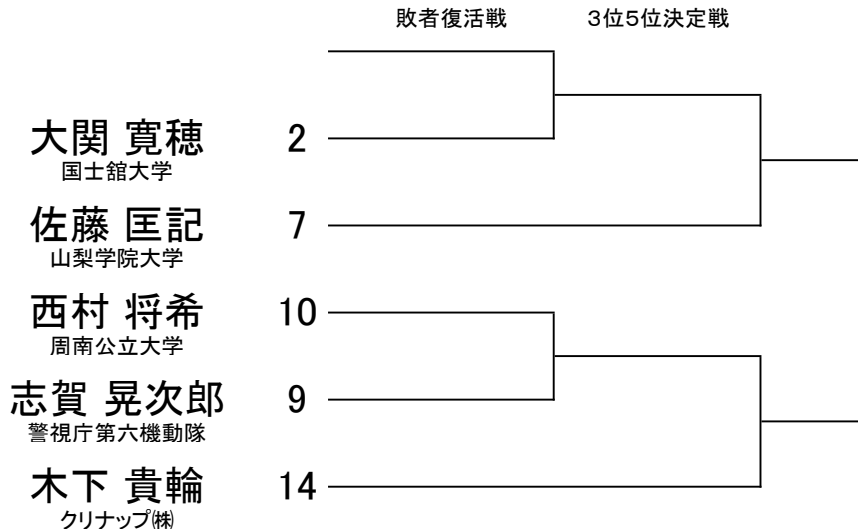 敗者復活戦 3位5位決定戦
大関 寛穂 2
国士舘大学
佐藤 匡記 7
山梨学院大学
西村 将希 10
周南公立大学
志賀 晃次郎 9
警視庁第六機動隊
木下 貴輪 14
クリナップ㈱